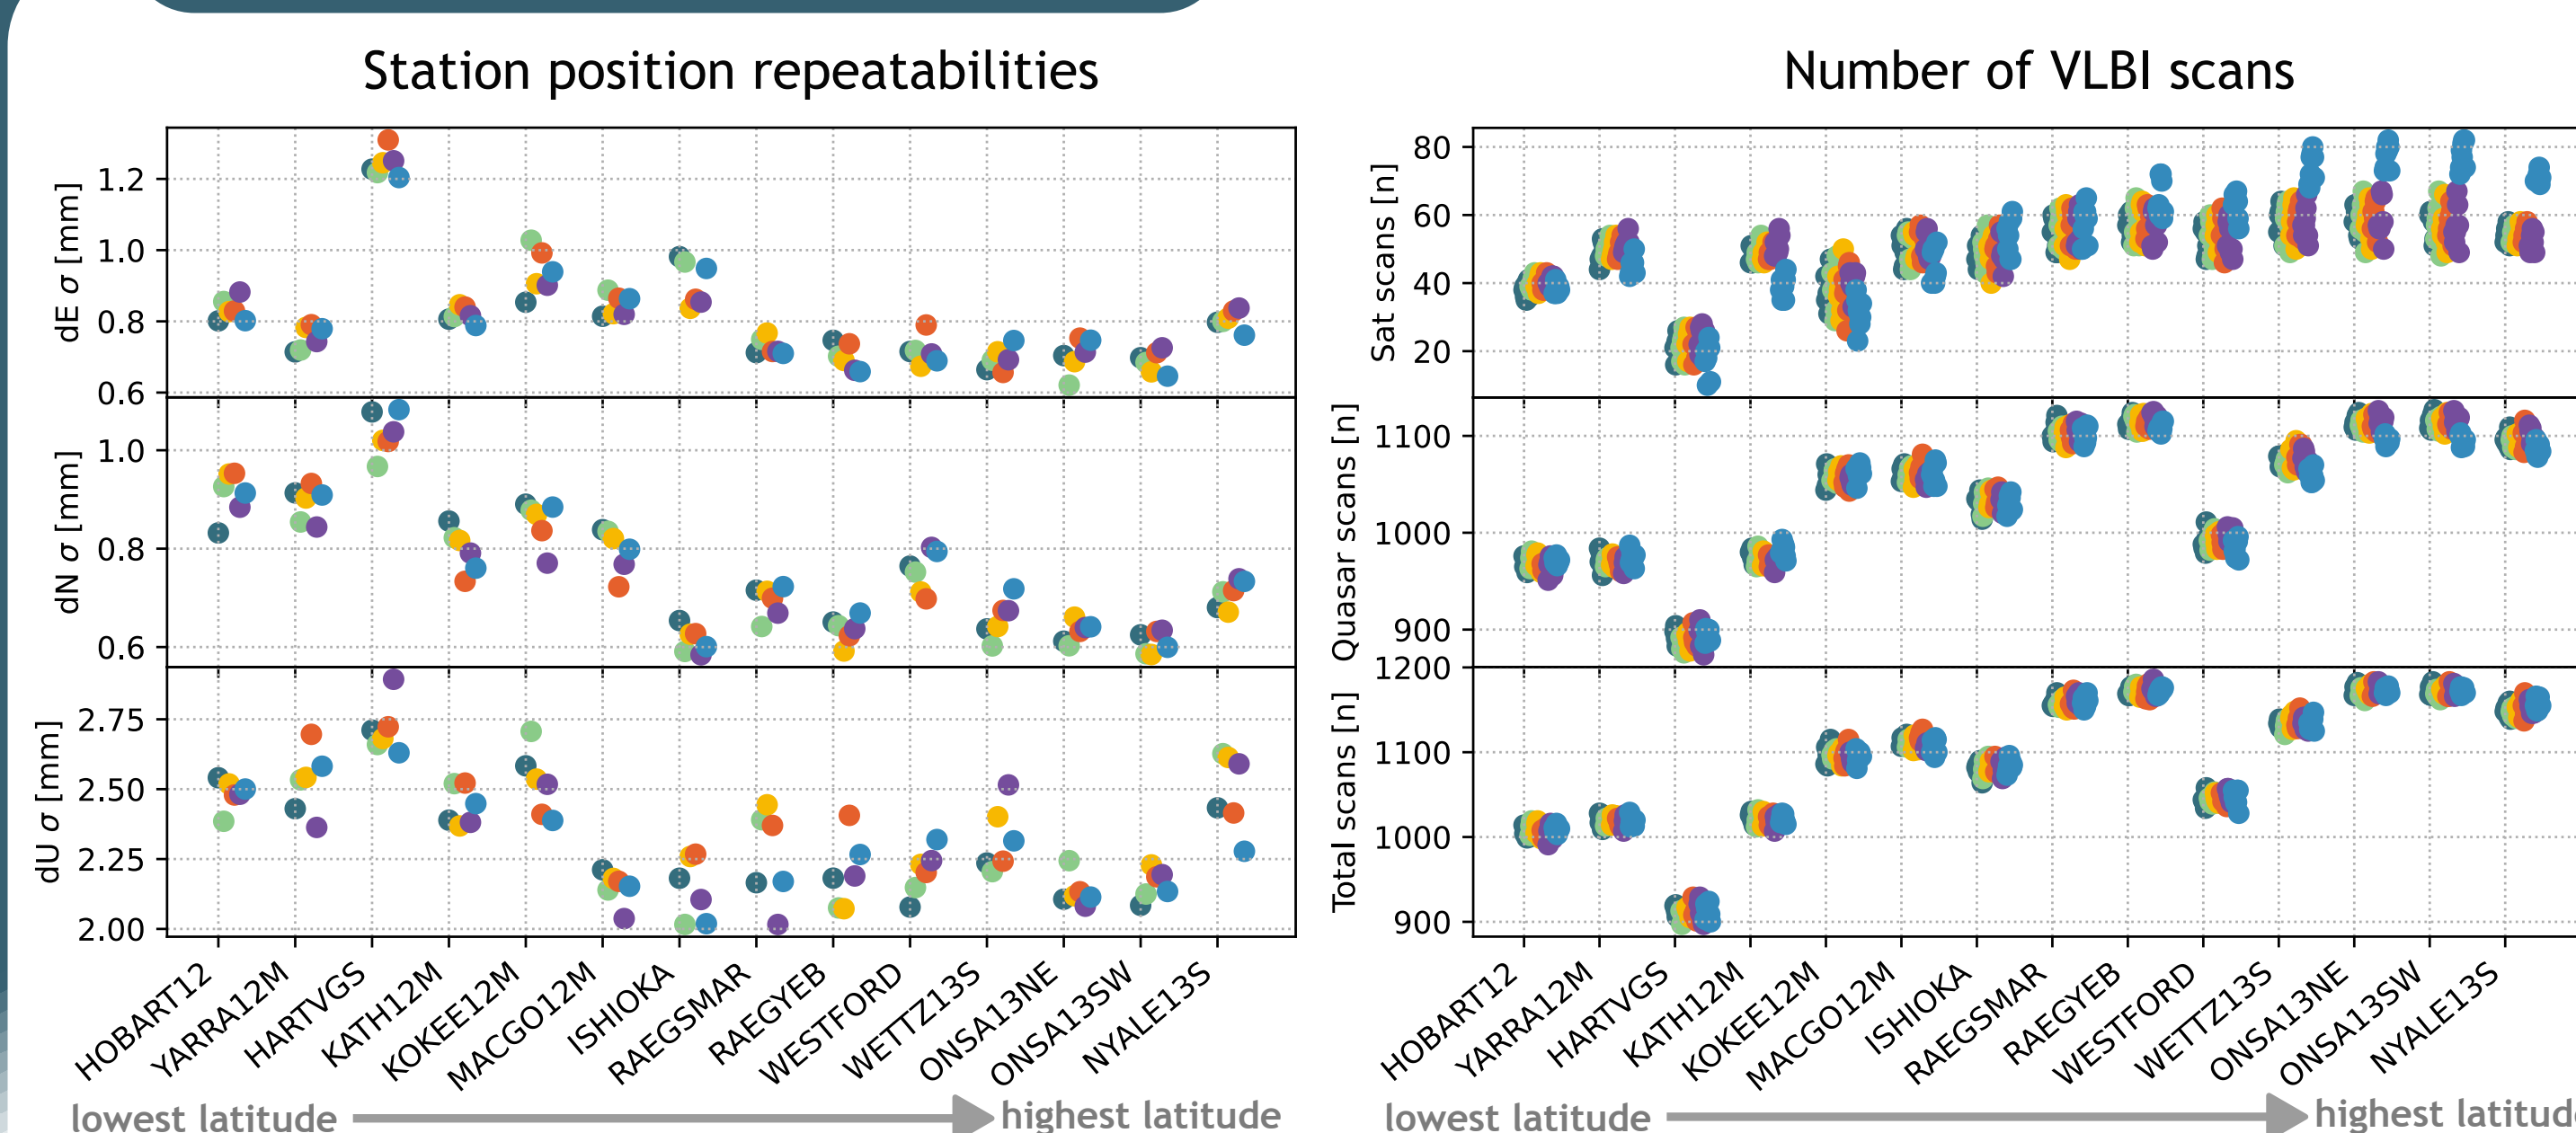 Station position repeatabilities
dE σ [mm]
1.2
1.0
0.8
0.6
dN σ [mm]
1.0
0.8
0.6
dU σ [mm]
2.75
2.50
2.25
2.00
HOBART12
YARRA12M
HARTVGS
KATH12M
KOKEE12M
MACGO12M
ISHIOKA
RAEGSMAR
RAEGYEB
WESTFORD
WETTZ13S
ONSA13NE
ONSA13SW
NYALE13S
lowest latitude
highest latitude
Number of VLBI scans
Sat scans [n]
80
60
40
20
Quasar scans [n]
1100
1000
900
Total scans [n]
1200
1100
1000
900
HOBART12
YARRA12M
HARTVGS
KATH12M
KOKEE12M
MACGO12M
ISHIOKA
RAEGSMAR
RAEGYEB
WESTFORD
WETTZ13S
ONSA13NE
ONSA13SW
NYALE13S
lowest latitude
highest latitud